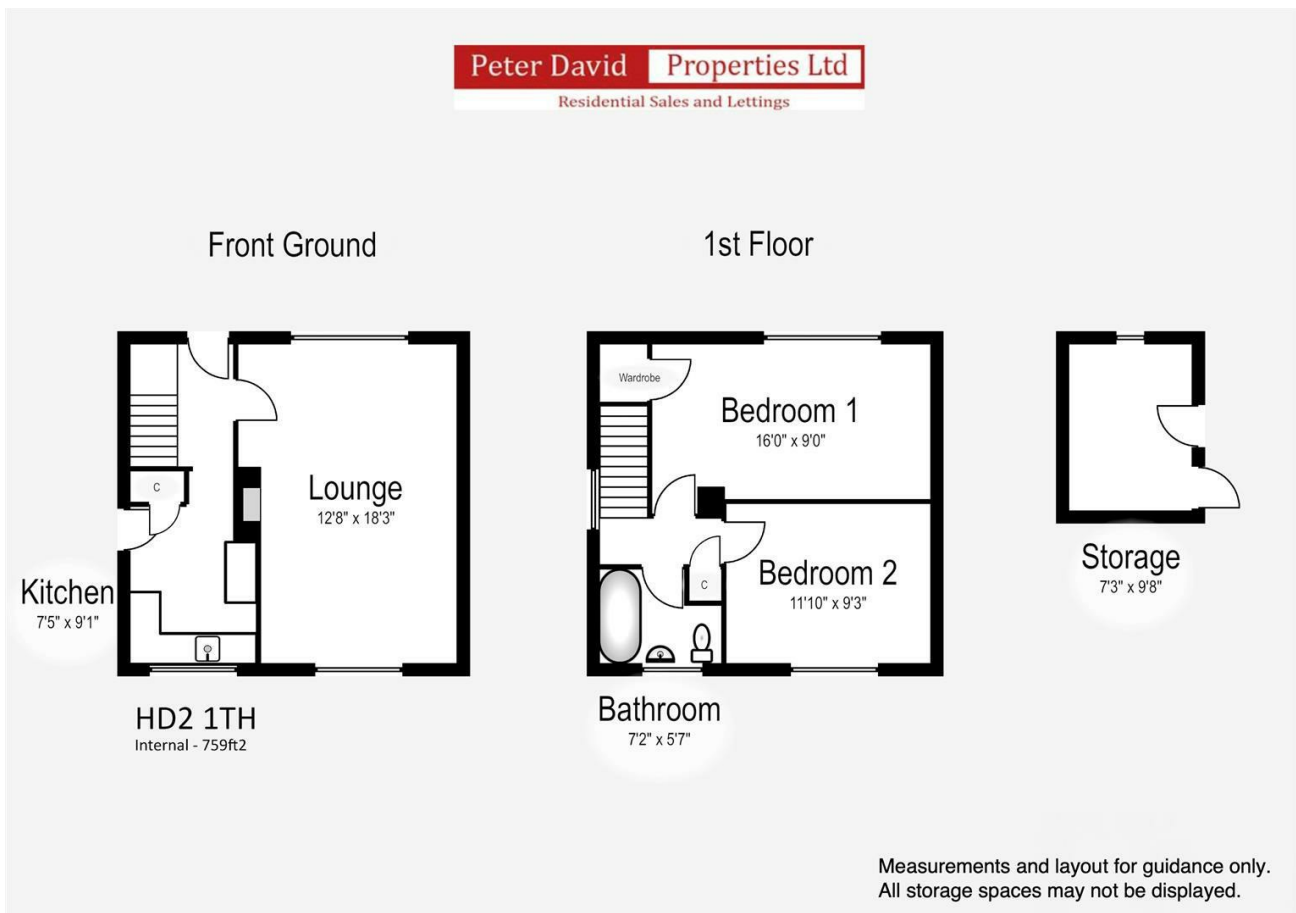 Peter David Properties Ltd
Residential Sales and Lettings
Front Ground
1st Floor
Wardrobe
Bedroom 1
16'0" x 9'0"
C
Lounge
12'8" x 18'3"
Kitchen
7'5" x 9'1"
C
Bedroom 2
11'10" x 9'3"
Storage
7'3" x 9'8"
Bathroom
7'2" x 5'7"
HD2 1TH
Internal - 759ft2
Measurements and layout for guidance only.
All storage spaces may not be displayed.